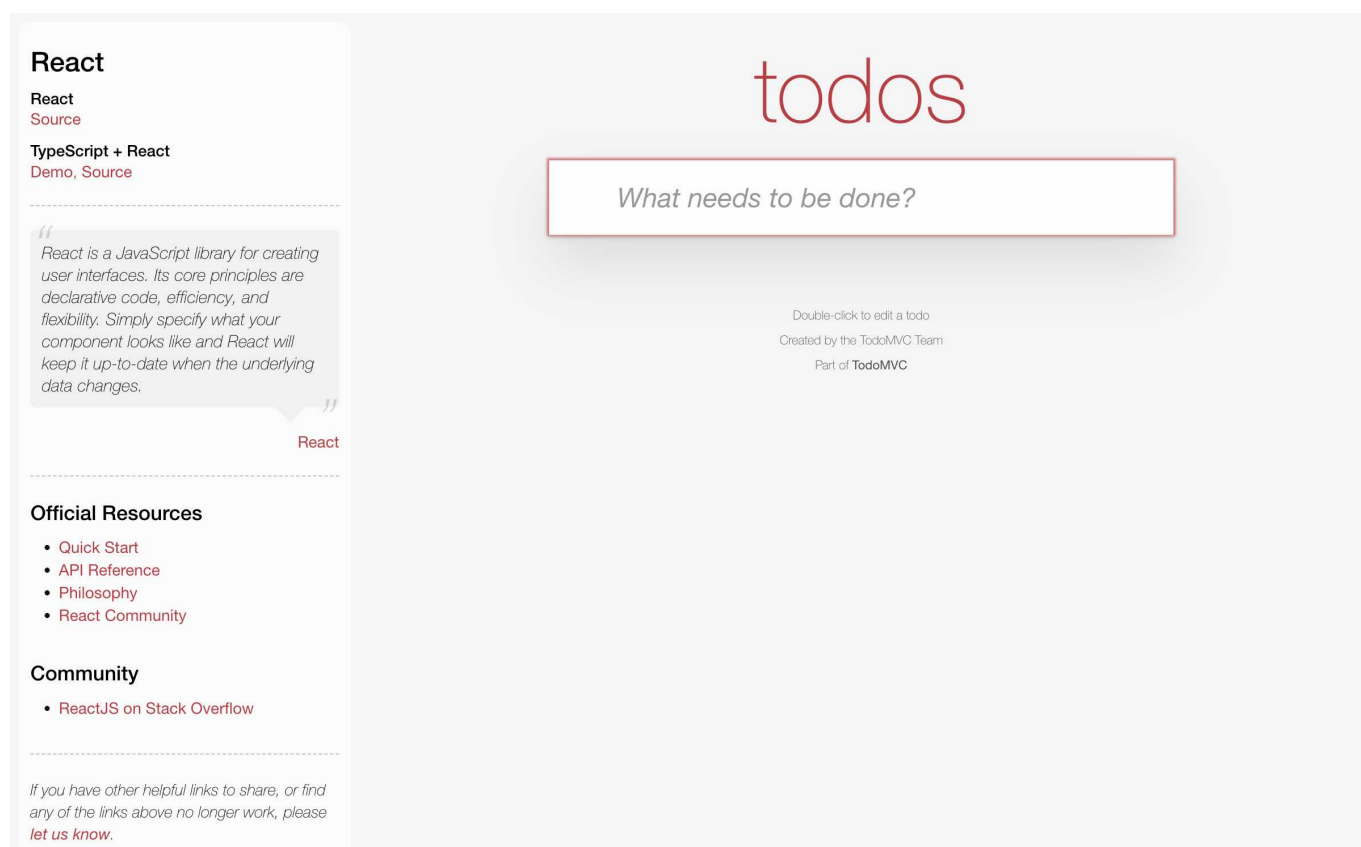 React
React
Source
TypeScript + React
Demo, Source
“
React is a JavaScript library for creating
user interfaces. Its core principles are
declarative code, efficiency, and
flexibility. Simply specify what your
component looks like and React will
keep it up-to-date when the underlying
data changes.
”
React
Official Resources
• Quick Start
• API Reference
• Philosophy
• React Community
Community
• ReactJS on Stack Overflow
If you have other helpful links to share, or find
any of the links above no longer work, please
let us know.
todos
What needs to be done?
Double-click to edit a todo
Created by the TodoMVC Team
Part of TodoMVC